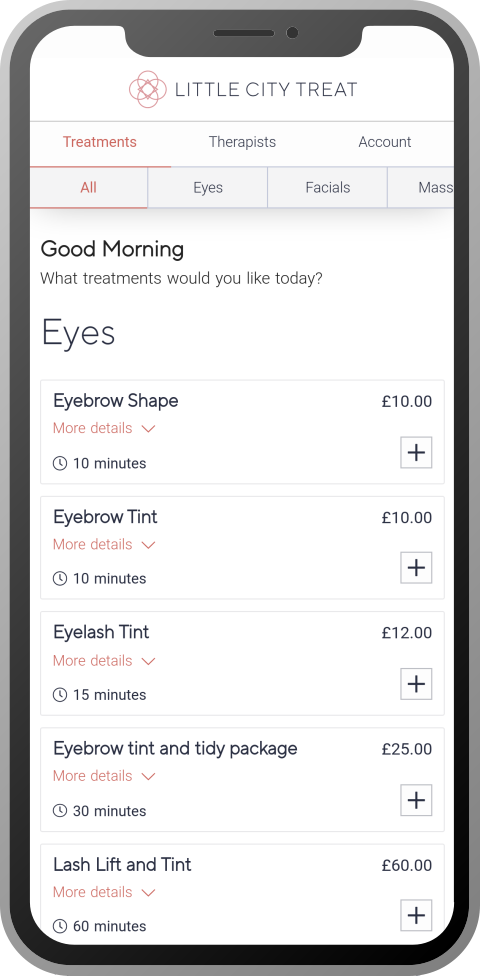 LITTLE CITY TREAT
Treatments Therapists Account
All Eyes Facials Mass
Good Morning
What treatments would you like today?
Eyes
Eyebrow Shape £10.00
More details
10 minutes
Eyebrow Tint £10.00
More details
10 minutes
Eyelash Tint £12.00
More details
15 minutes
Eyebrow tint and tidy package £25.00
More details
30 minutes
Lash Lift and Tint £60.00
More details
60 minutes